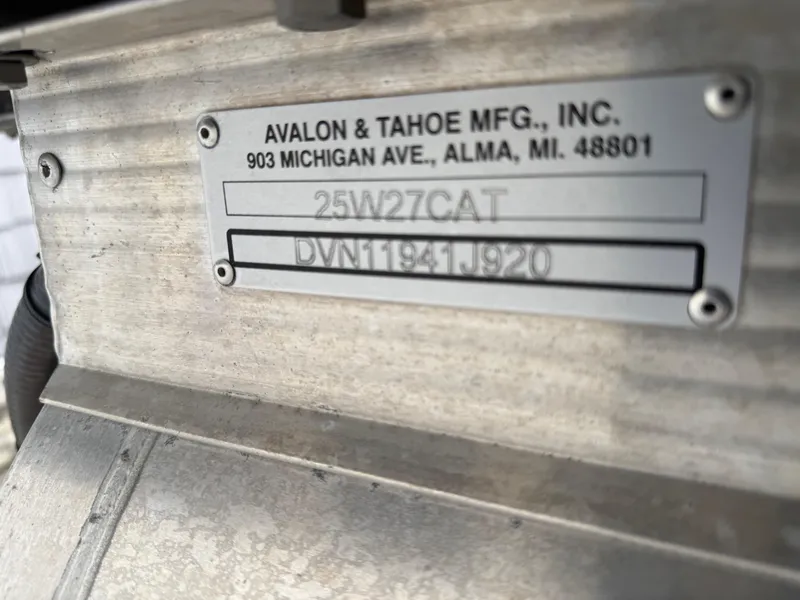 AVALON & TAHOE MFG., INC.
903 MICHIGAN AVE., ALMA, MI. 48801
25W27CAT
DVN11941J920